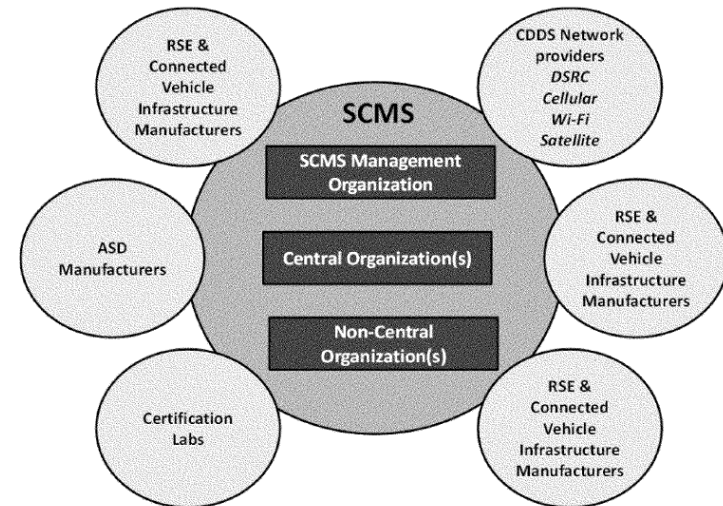 RSE &
Connected
Vehicle
Infrastructure
Manufacturers
CDDS Network
providers
DSRC
Cellular
Wi-Fi
Satellite
SCMS
SCMS Management
Organization
ASD
Manufacturers
Central Organization(s)
RSE &
Connected
Vehicle
Infrastructure
Manufacturers
Non-Central
Organization(s)
Certification
Labs
RSE &
Connected
Vehicle
Infrastructure
Manufacturers